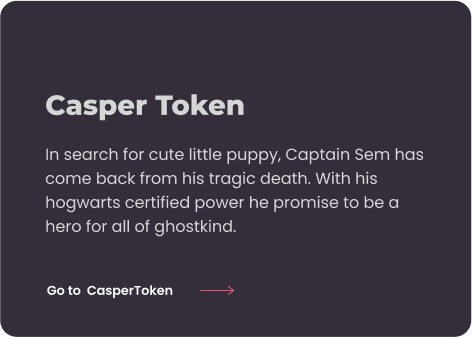 Casper Token
In search for cute little puppy, Captain Sem has
come back from his tragic death. With his
hogwarts certified power he promise to be a
hero for all of ghostkind.
Go to CasperToken